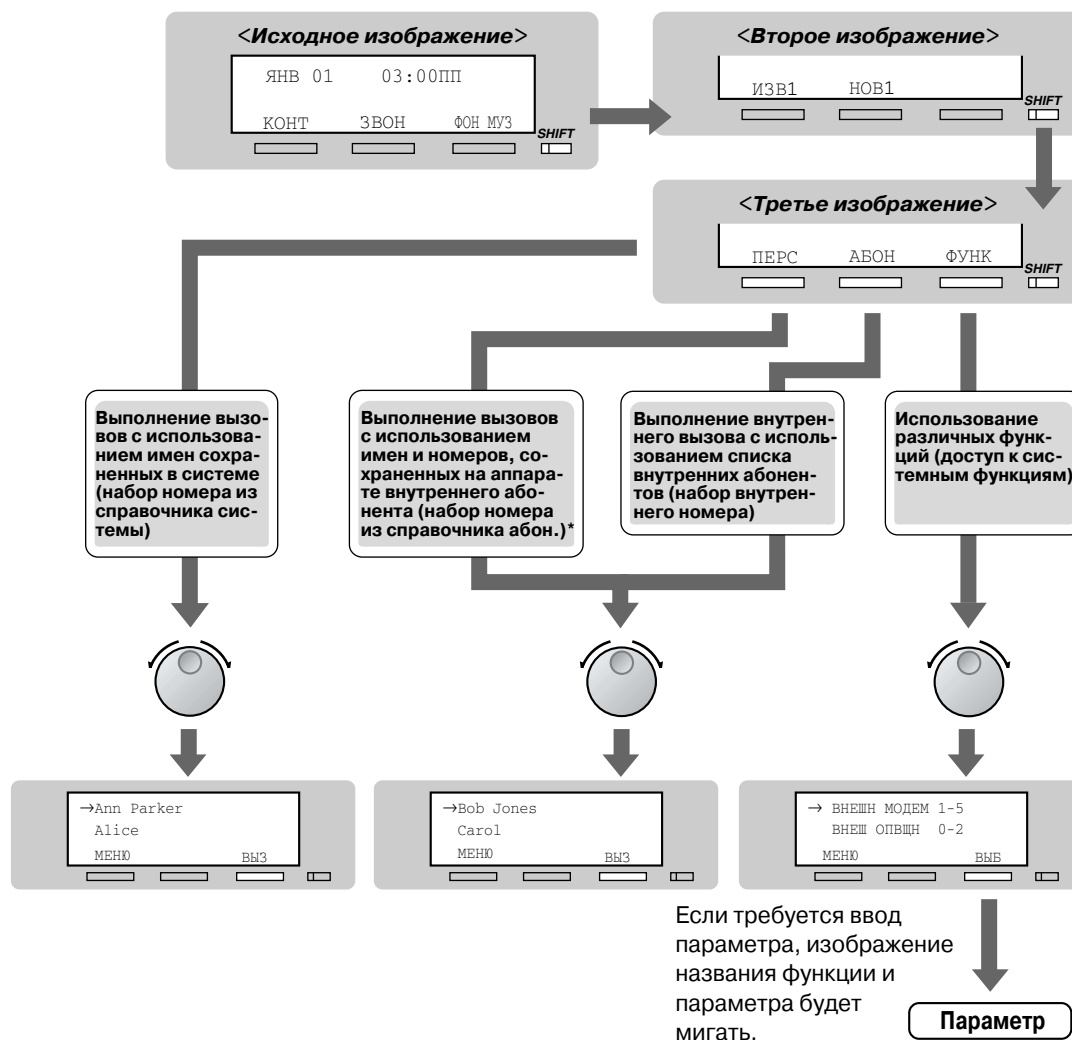 <Исходное изображение>
ЯНВ 01 03:00ПП
КОНТ ЗВОН ФОН МУЗ
SHIFT
<Второе изображение>
ИЗВ1 НОВ1
SHIFT
<Третье изображение>
ПЕРС АБОН ФУНК
SHIFT
Выполнение вызо-
вов с использова-
нием имен сохра-
ненных в системе
(набор номера из
справочника сис-
темы)
Выполнение вызовов
с использованием
имен и номеров, со-
храненных на аппара-
те внутреннего або-
нента (набор номера
из справочника абон.)*
Выполнение внутрен-
него вызова с исполь-
зованием списка
внутренних абонен-
тов (набор внутрен-
него номера)
Использование
различных функ-
ций (доступ к сис-
темным функциям)
→Ann Parker
Alice
МЕНЮ ВЫЗ
→Bob Jones
Carol
МЕНЮ ВЫЗ
→ ВНЕШН МОДЕМ 1-5
ВНЕШ ОПВЩН 0-2
МЕНЮ ВЫБ
Если требуется ввод
параметра, изображение
названия функции и
параметра будет
мигать.
Параметр